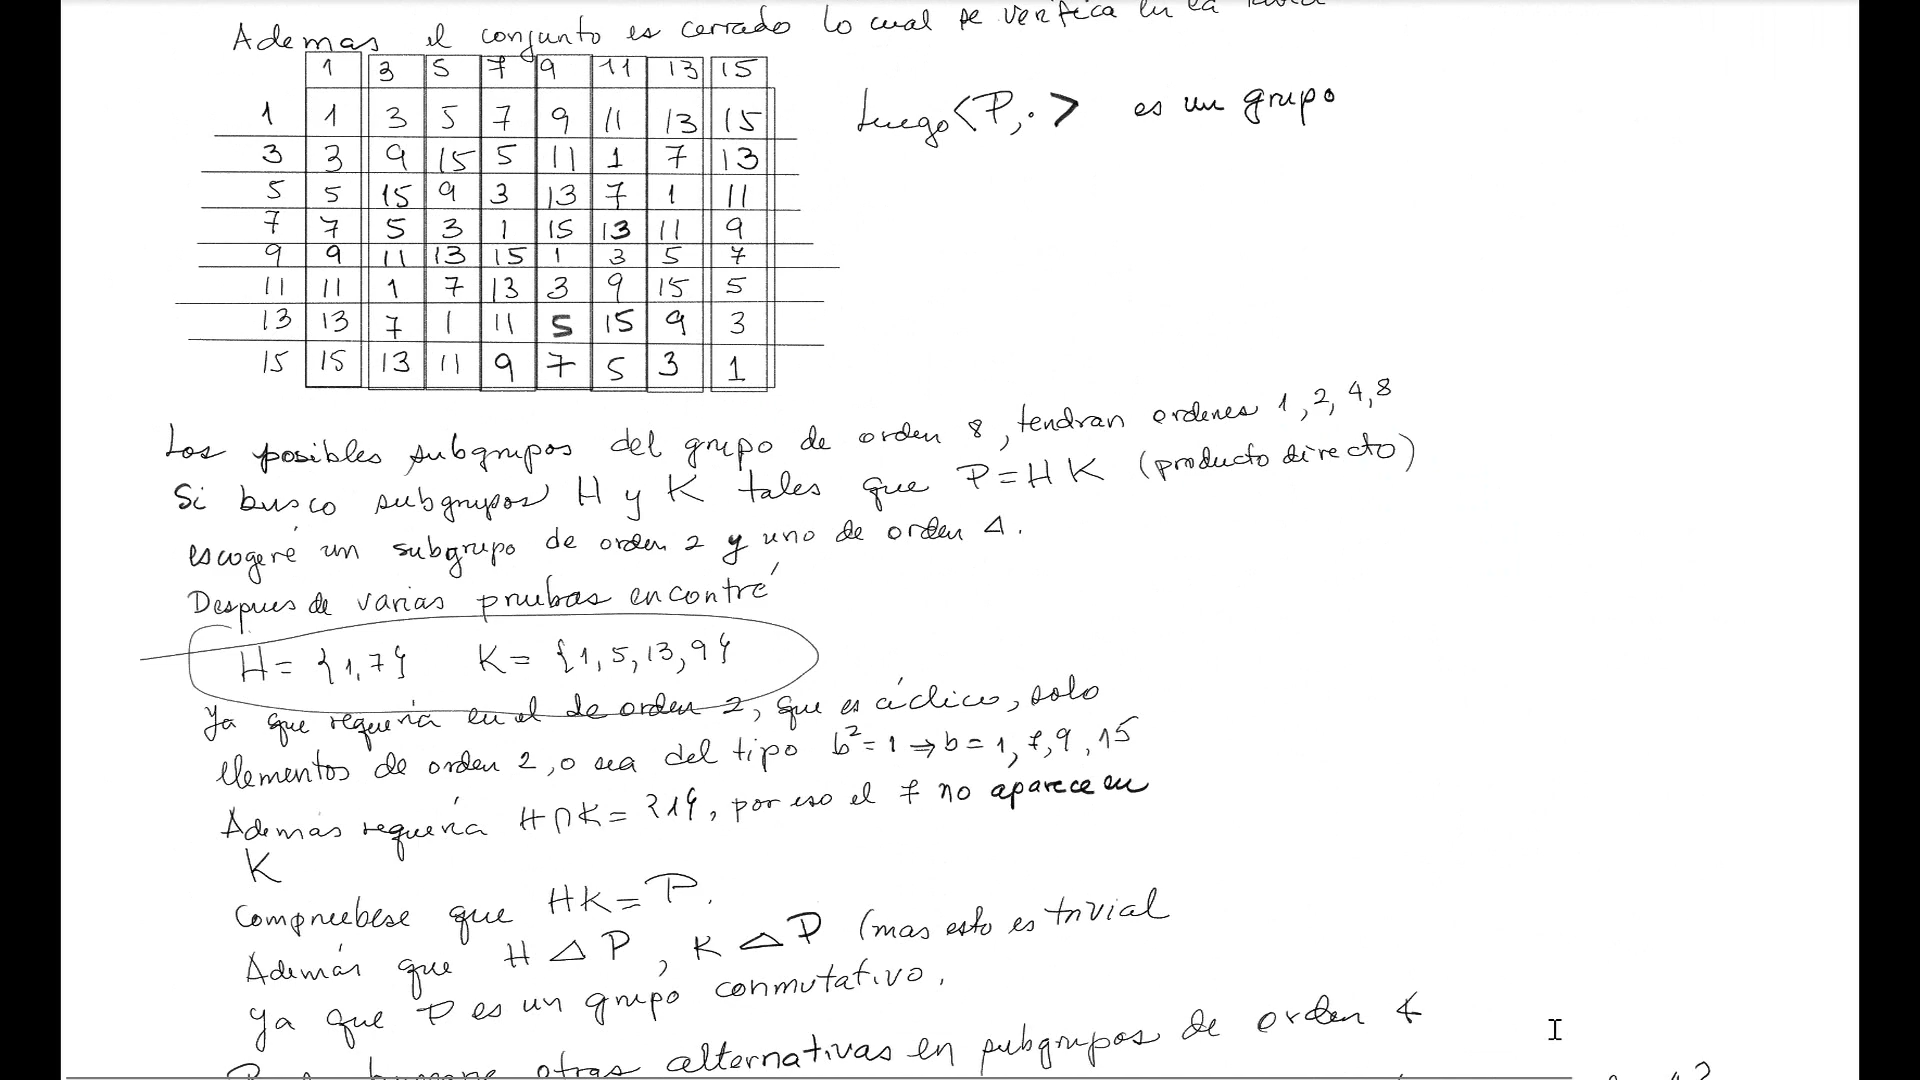 Ademas el conjunto es cerrado lo cual se verifica en la tabla
1 3 5 7 9 11 13 15
1 1 3 5 7 9 11 13 15
3 3 9 15 5 11 1 7 13
5 5 15 9 3 13 7 1 11
7 7 5 3 1 15 13 11 9
9 9 11 13 15 1 3 5 7
11 11 1 7 13 3 9 15 5
13 13 7 1 11 5 15 9 3
15 15 13 11 9 7 5 3 1
Luego <P, ·> es un grupo
Los posibles subgrupos del grupo de orden 8, tendran ordenes 1, 2, 4, 8
Si busco subgrupos H y K tales que P = H K (producto directo)
escogeré un subgrupo de orden 2 y uno de orden 4.
Despues de varias pruebas encontré
H = {1, 7} K = {1, 5, 13, 9}
Ya que requería en el de orden 2, que es cíclico, solo
elementos de orden 2, o sea del tipo b² = 1 ⇒ b = 1, 7, 9, 15
Además requería H∩K = {1}, por eso el 7 no aparece en
K
Compruebese que HK = P.
Además que H △ P, K △ P (mas esto es trivial
ya que P es un grupo conmutativo.
otras alternativas en subgrupos de orden 4